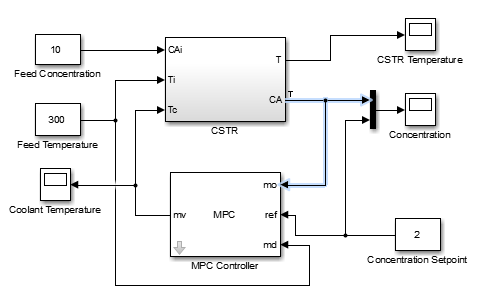 10
Feed Concentration
300
Feed Temperature
Coolant Temperature
CAi
Ti
Tc
T
CA
T
CSTR
CSTR Temperature
Concentration
mv
MPC
mo
ref
md
MPC Controller
2
Concentration Setpoint